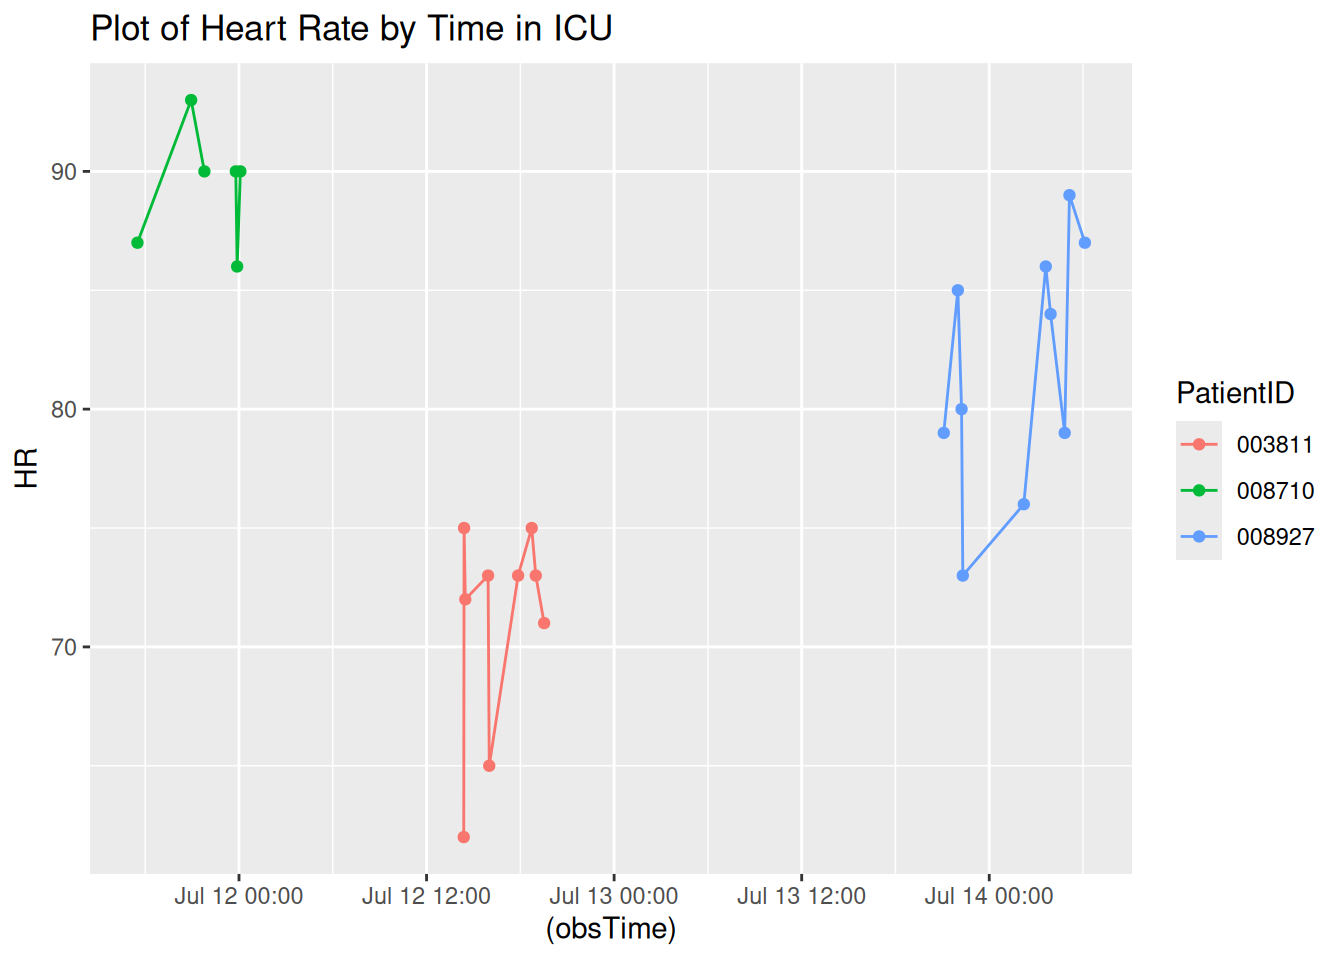 Plot of Heart Rate by Time in ICU
90
80
70
HR
Jul 12 00:00
Jul 12 12:00
Jul 13 00:00
Jul 13 12:00
Jul 14 00:00
(obsTime)
PatientID
003811
008710
008927